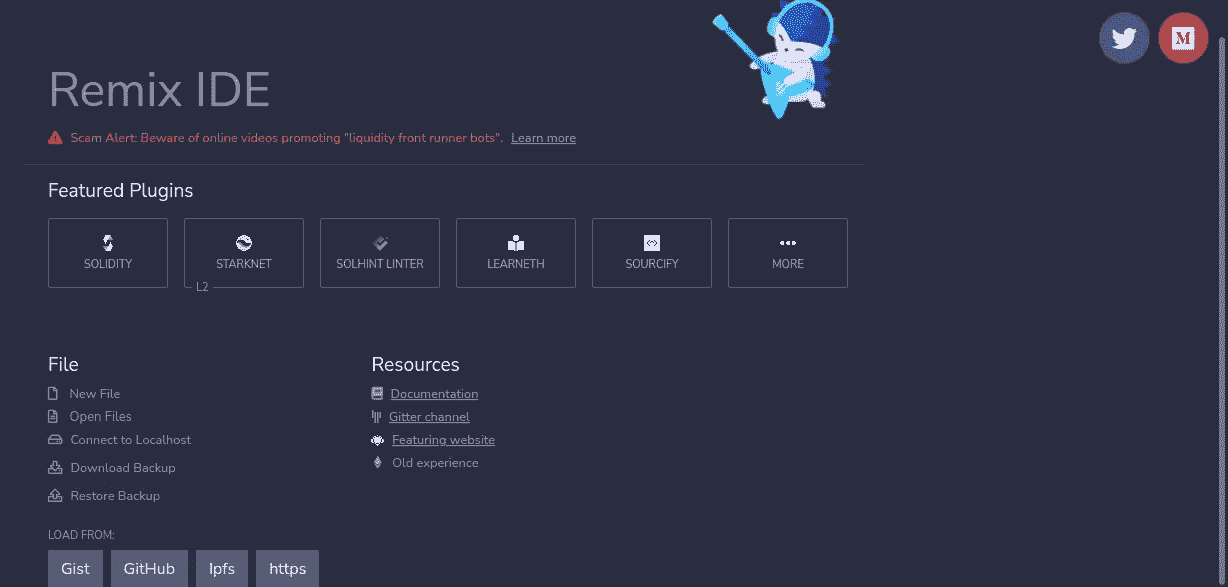 Remix IDE
Scam Alert: Beware of online videos promoting "liquidity front runner bots". Learn more
Featured Plugins
SOLIDITY STARKNET SOLHINT LINTER LEARNETH SOURCIFY MORE
L2
File
New File
Open Files
Connect to Localhost
Download Backup
Restore Backup
LOAD FROM:
Gist GitHub Ipfs https
Resources
Documentation
Gitter channel
Featuring website
Old experience
M